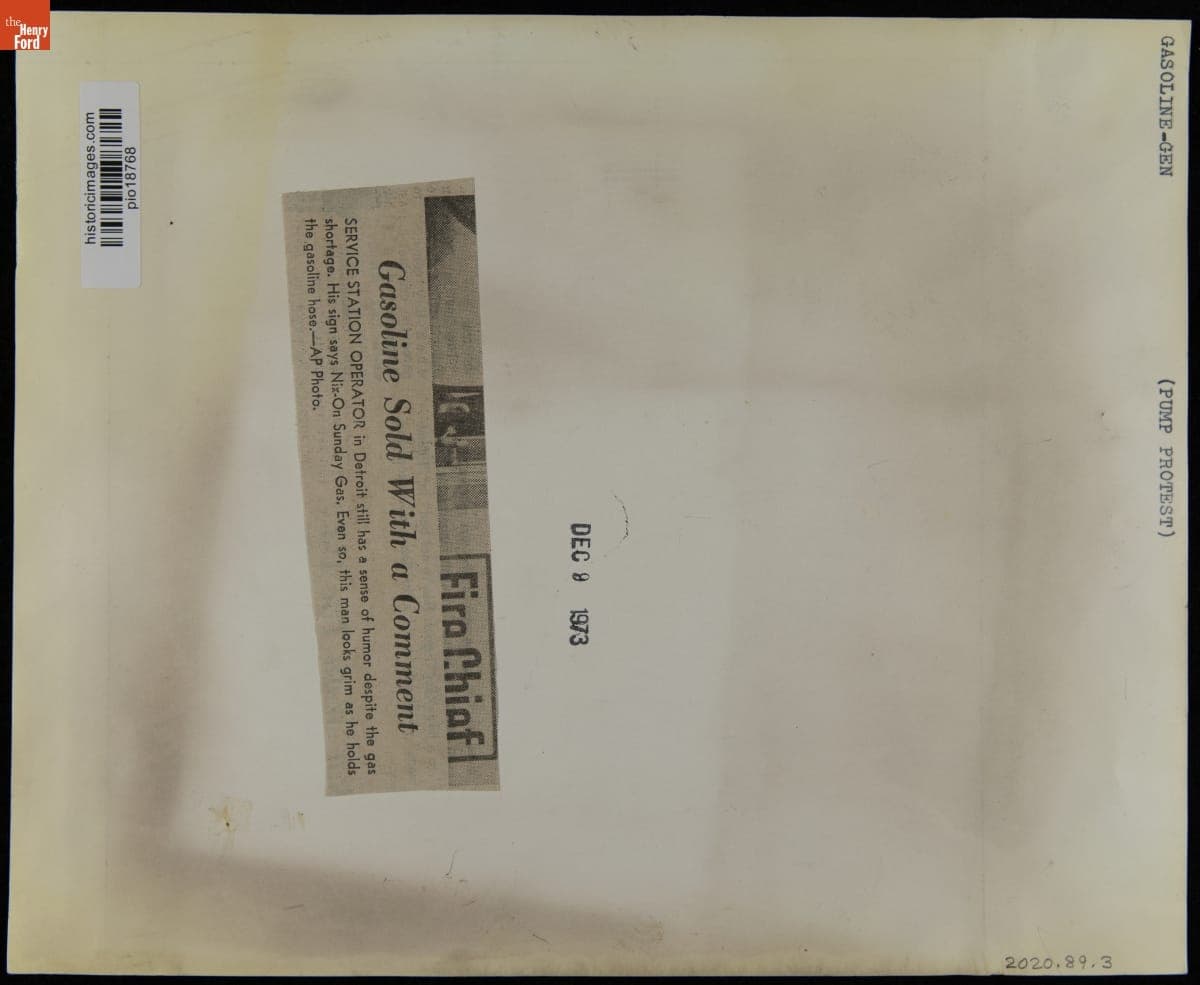 the
Henry
Ford
GASOLINE-GEN (PUMP PROTEST)
DEC 9 1973
Fire Chief
Gasoline Sold With a Comment
SERVICE STATION OPERATOR in Detroit still has a sense of humor despite the gas
shortage. His sign says Nix-On Sunday Gas. Even so, this man looks grim as he holds
the gasoline hose.—AP Photo.
pio18768
historicimages.com
2020.89.3